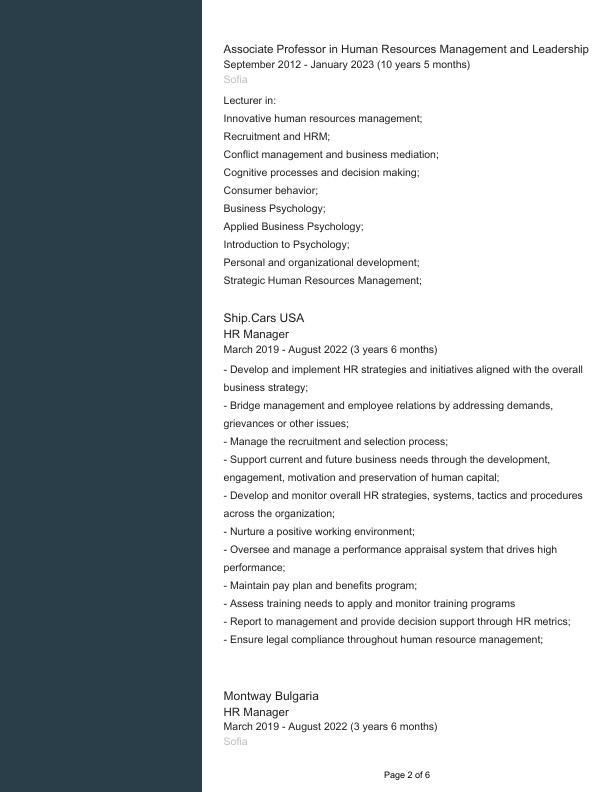 Associate Professor in Human Resources Management and Leadership
September 2012 - January 2023 (10 years 5 months)
Sofia
Lecturer in:
Innovative human resources management;
Recruitment and HRM;
Conflict management and business mediation;
Cognitive processes and decision making;
Consumer behavior;
Business Psychology;
Applied Business Psychology;
Introduction to Psychology;
Personal and organizational development;
Strategic Human Resources Management;
Ship.Cars USA
HR Manager
March 2019 - August 2022 (3 years 6 months)
- Develop and implement HR strategies and initiatives aligned with the overall
business strategy;
- Bridge management and employee relations by addressing demands,
grievances or other issues;
- Manage the recruitment and selection process;
- Support current and future business needs through the development,
engagement, motivation and preservation of human capital;
- Develop and monitor overall HR strategies, systems, tactics and procedures
across the organization;
- Nurture a positive working environment;
- Oversee and manage a performance appraisal system that drives high
performance;
- Maintain pay plan and benefits program;
- Assess training needs to apply and monitor training programs
- Report to management and provide decision support through HR metrics;
- Ensure legal compliance throughout human resource management;
Montway Bulgaria
HR Manager
March 2019 - August 2022 (3 years 6 months)
Sofia
Page 2 of 6